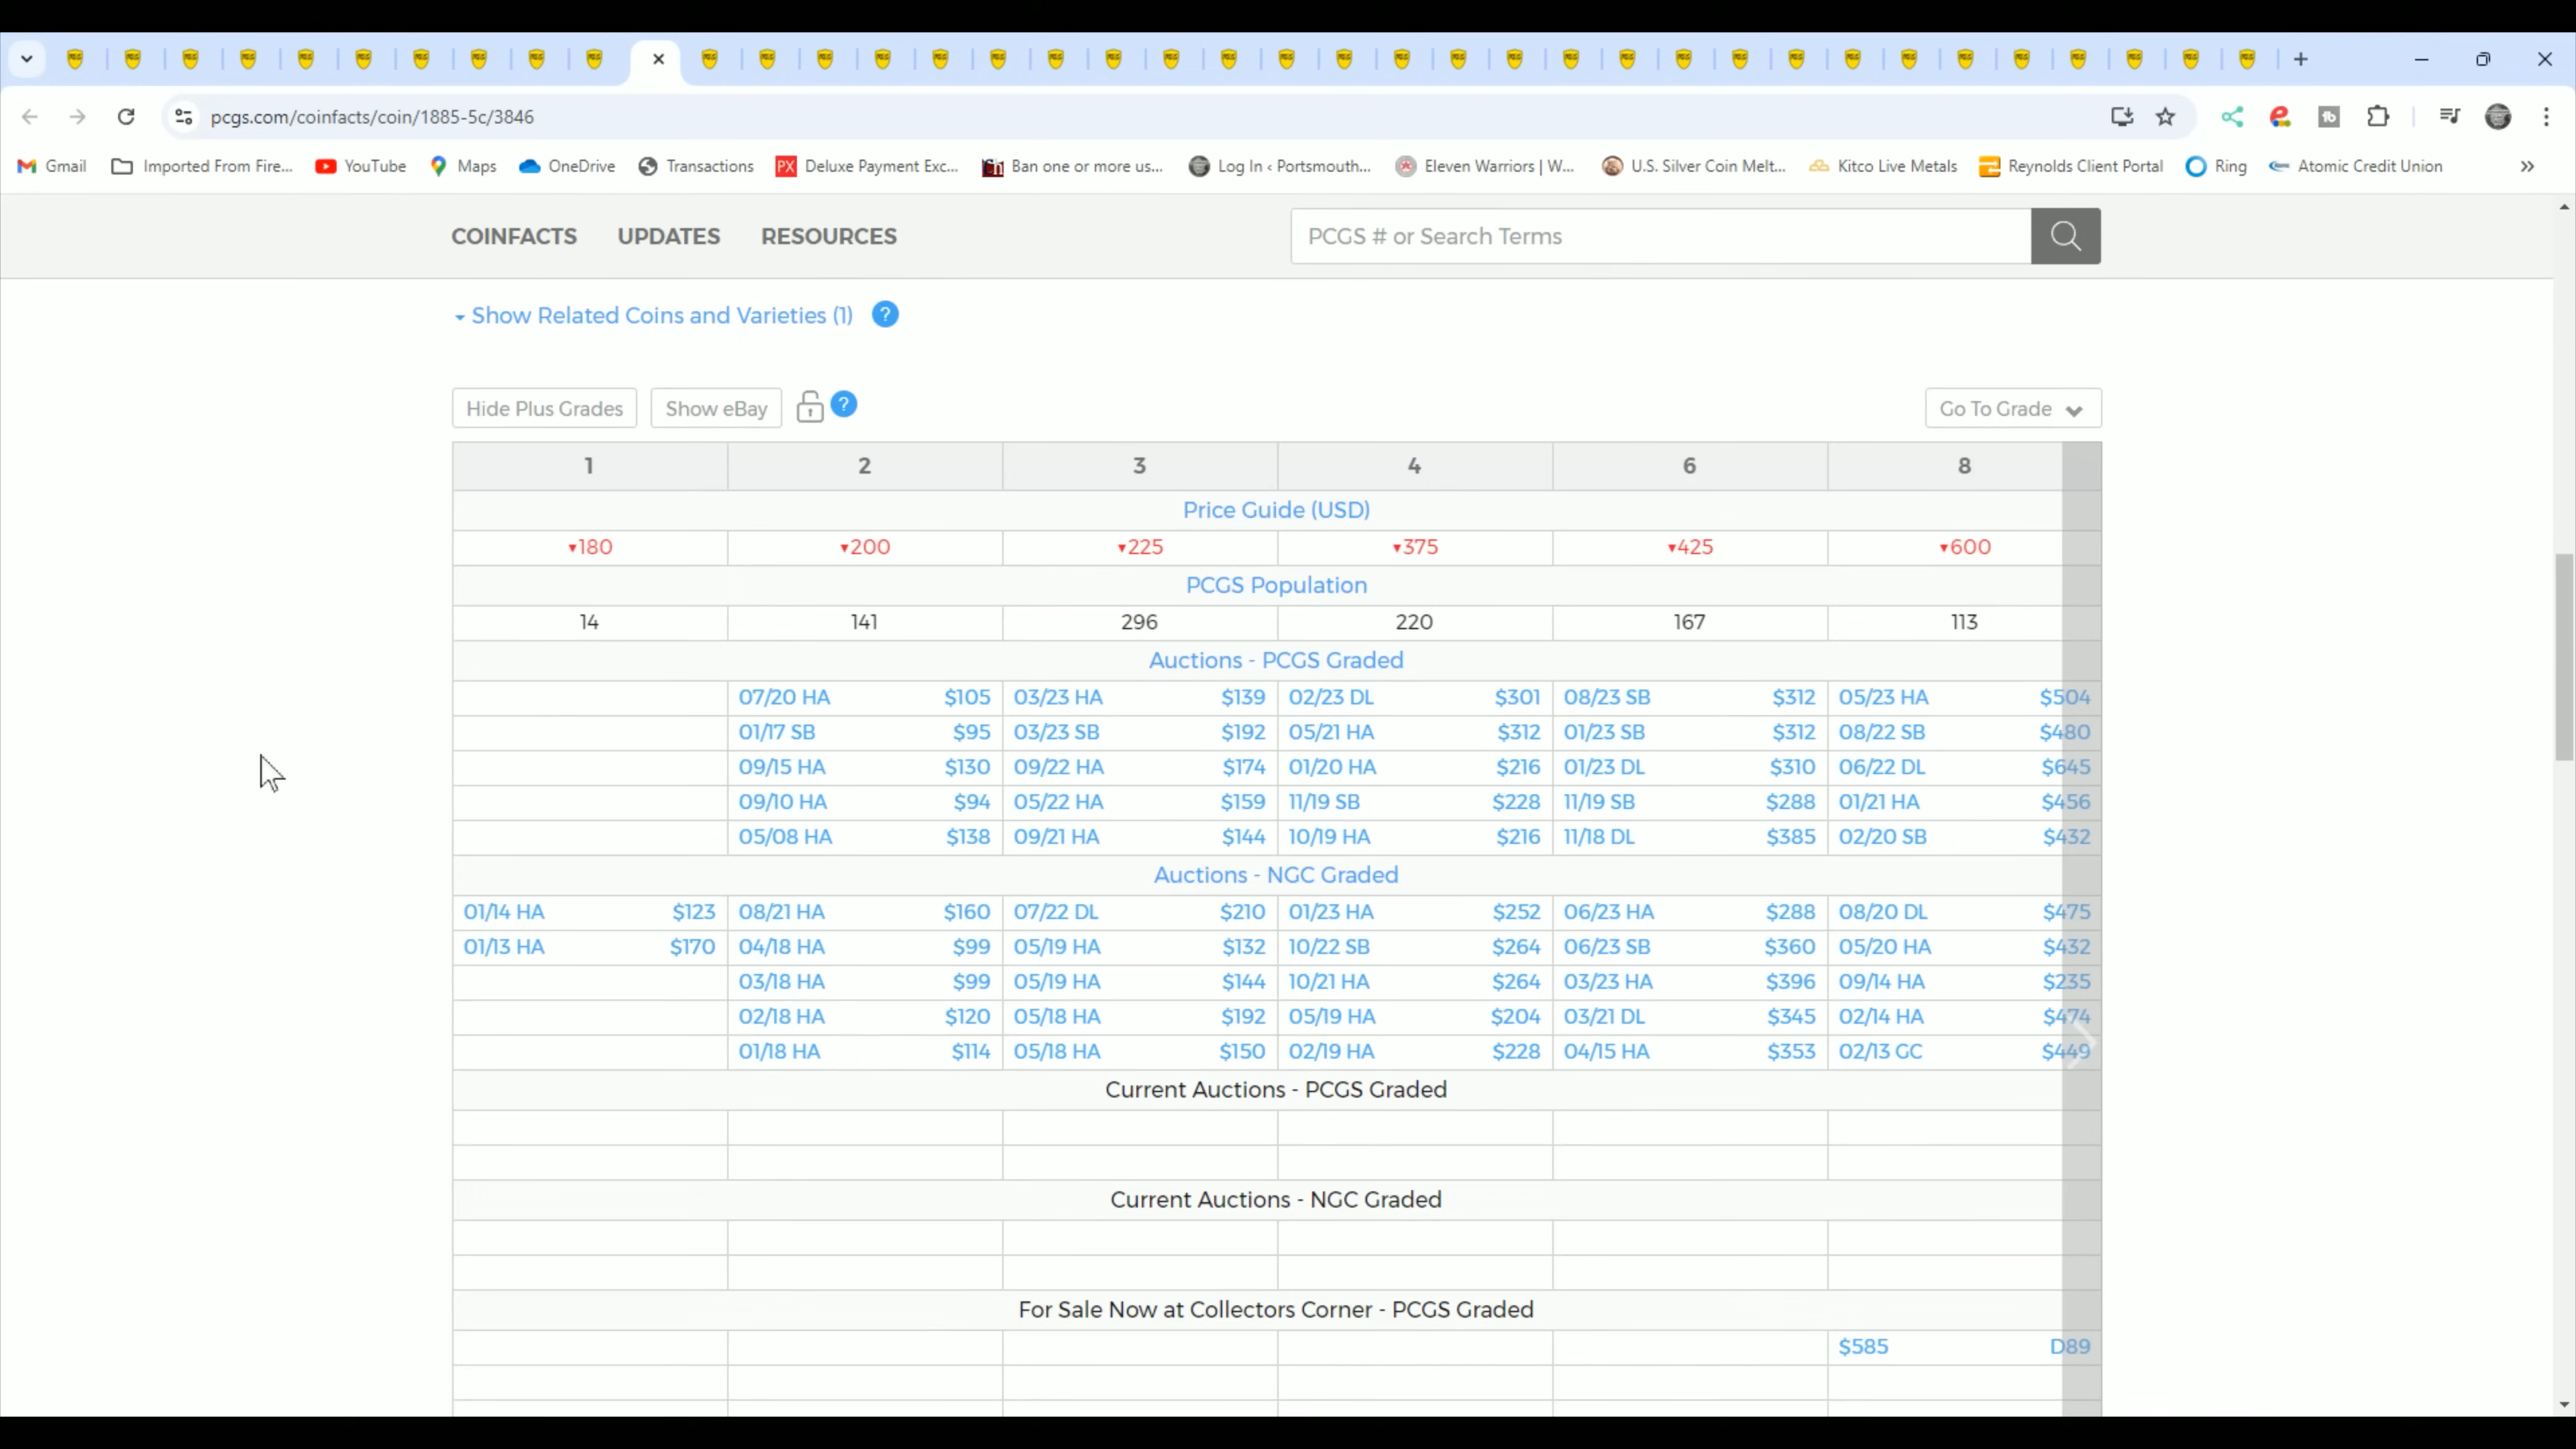 pcgs.com/coinfacts/coin/1885-5c/3846
Gmail Imported From Fire... YouTube Maps OneDrive Transactions PX Deluxe Payment Exc... Ban one or more us... Log In ‹ Portsmouth... Eleven Warriors | W... U.S. Silver Coin Melt... Kitco Live Metals Reynolds Client Portal Ring Atomic Credit Union »
COINFACTS UPDATES RESOURCES PCGS # or Search Terms
Show Related Coins and Varieties (1) ?
Hide Plus Grades Show eBay ? Go To Grade
1 2 3 4 6 8
Price Guide (USD)
▾180 ▾200 ▾225 ▾375 ▾425 ▾600
PCGS Population
14 141 296 220 167 113
Auctions - PCGS Graded
07/20 HA $105 03/23 HA $139 02/23 DL $301 08/23 SB $312 05/23 HA $504
01/17 SB $95 03/23 SB $192 05/21 HA $312 01/23 SB $312 08/22 SB $480
09/15 HA $130 09/22 HA $174 01/20 HA $216 01/23 DL $310 06/22 DL $645
09/10 HA $94 05/22 HA $159 11/19 SB $228 11/19 SB $288 01/21 HA $456
05/08 HA $138 09/21 HA $144 10/19 HA $216 11/18 DL $385 02/20 SB $432
Auctions - NGC Graded
01/14 HA $123 08/21 HA $160 07/22 DL $210 01/23 HA $252 06/23 HA $288 08/20 DL $475
01/13 HA $170 04/18 HA $99 05/19 HA $132 10/22 SB $264 06/23 SB $360 05/20 HA $432
03/18 HA $99 05/19 HA $144 10/21 HA $264 03/23 HA $396 09/14 HA $235
02/18 HA $120 05/18 HA $192 05/19 HA $204 03/21 DL $345 02/14 HA $474
01/18 HA $114 05/18 HA $150 02/19 HA $228 04/15 HA $353 02/13 GC $449
Current Auctions - PCGS Graded
Current Auctions - NGC Graded
For Sale Now at Collectors Corner - PCGS Graded
$585 D89